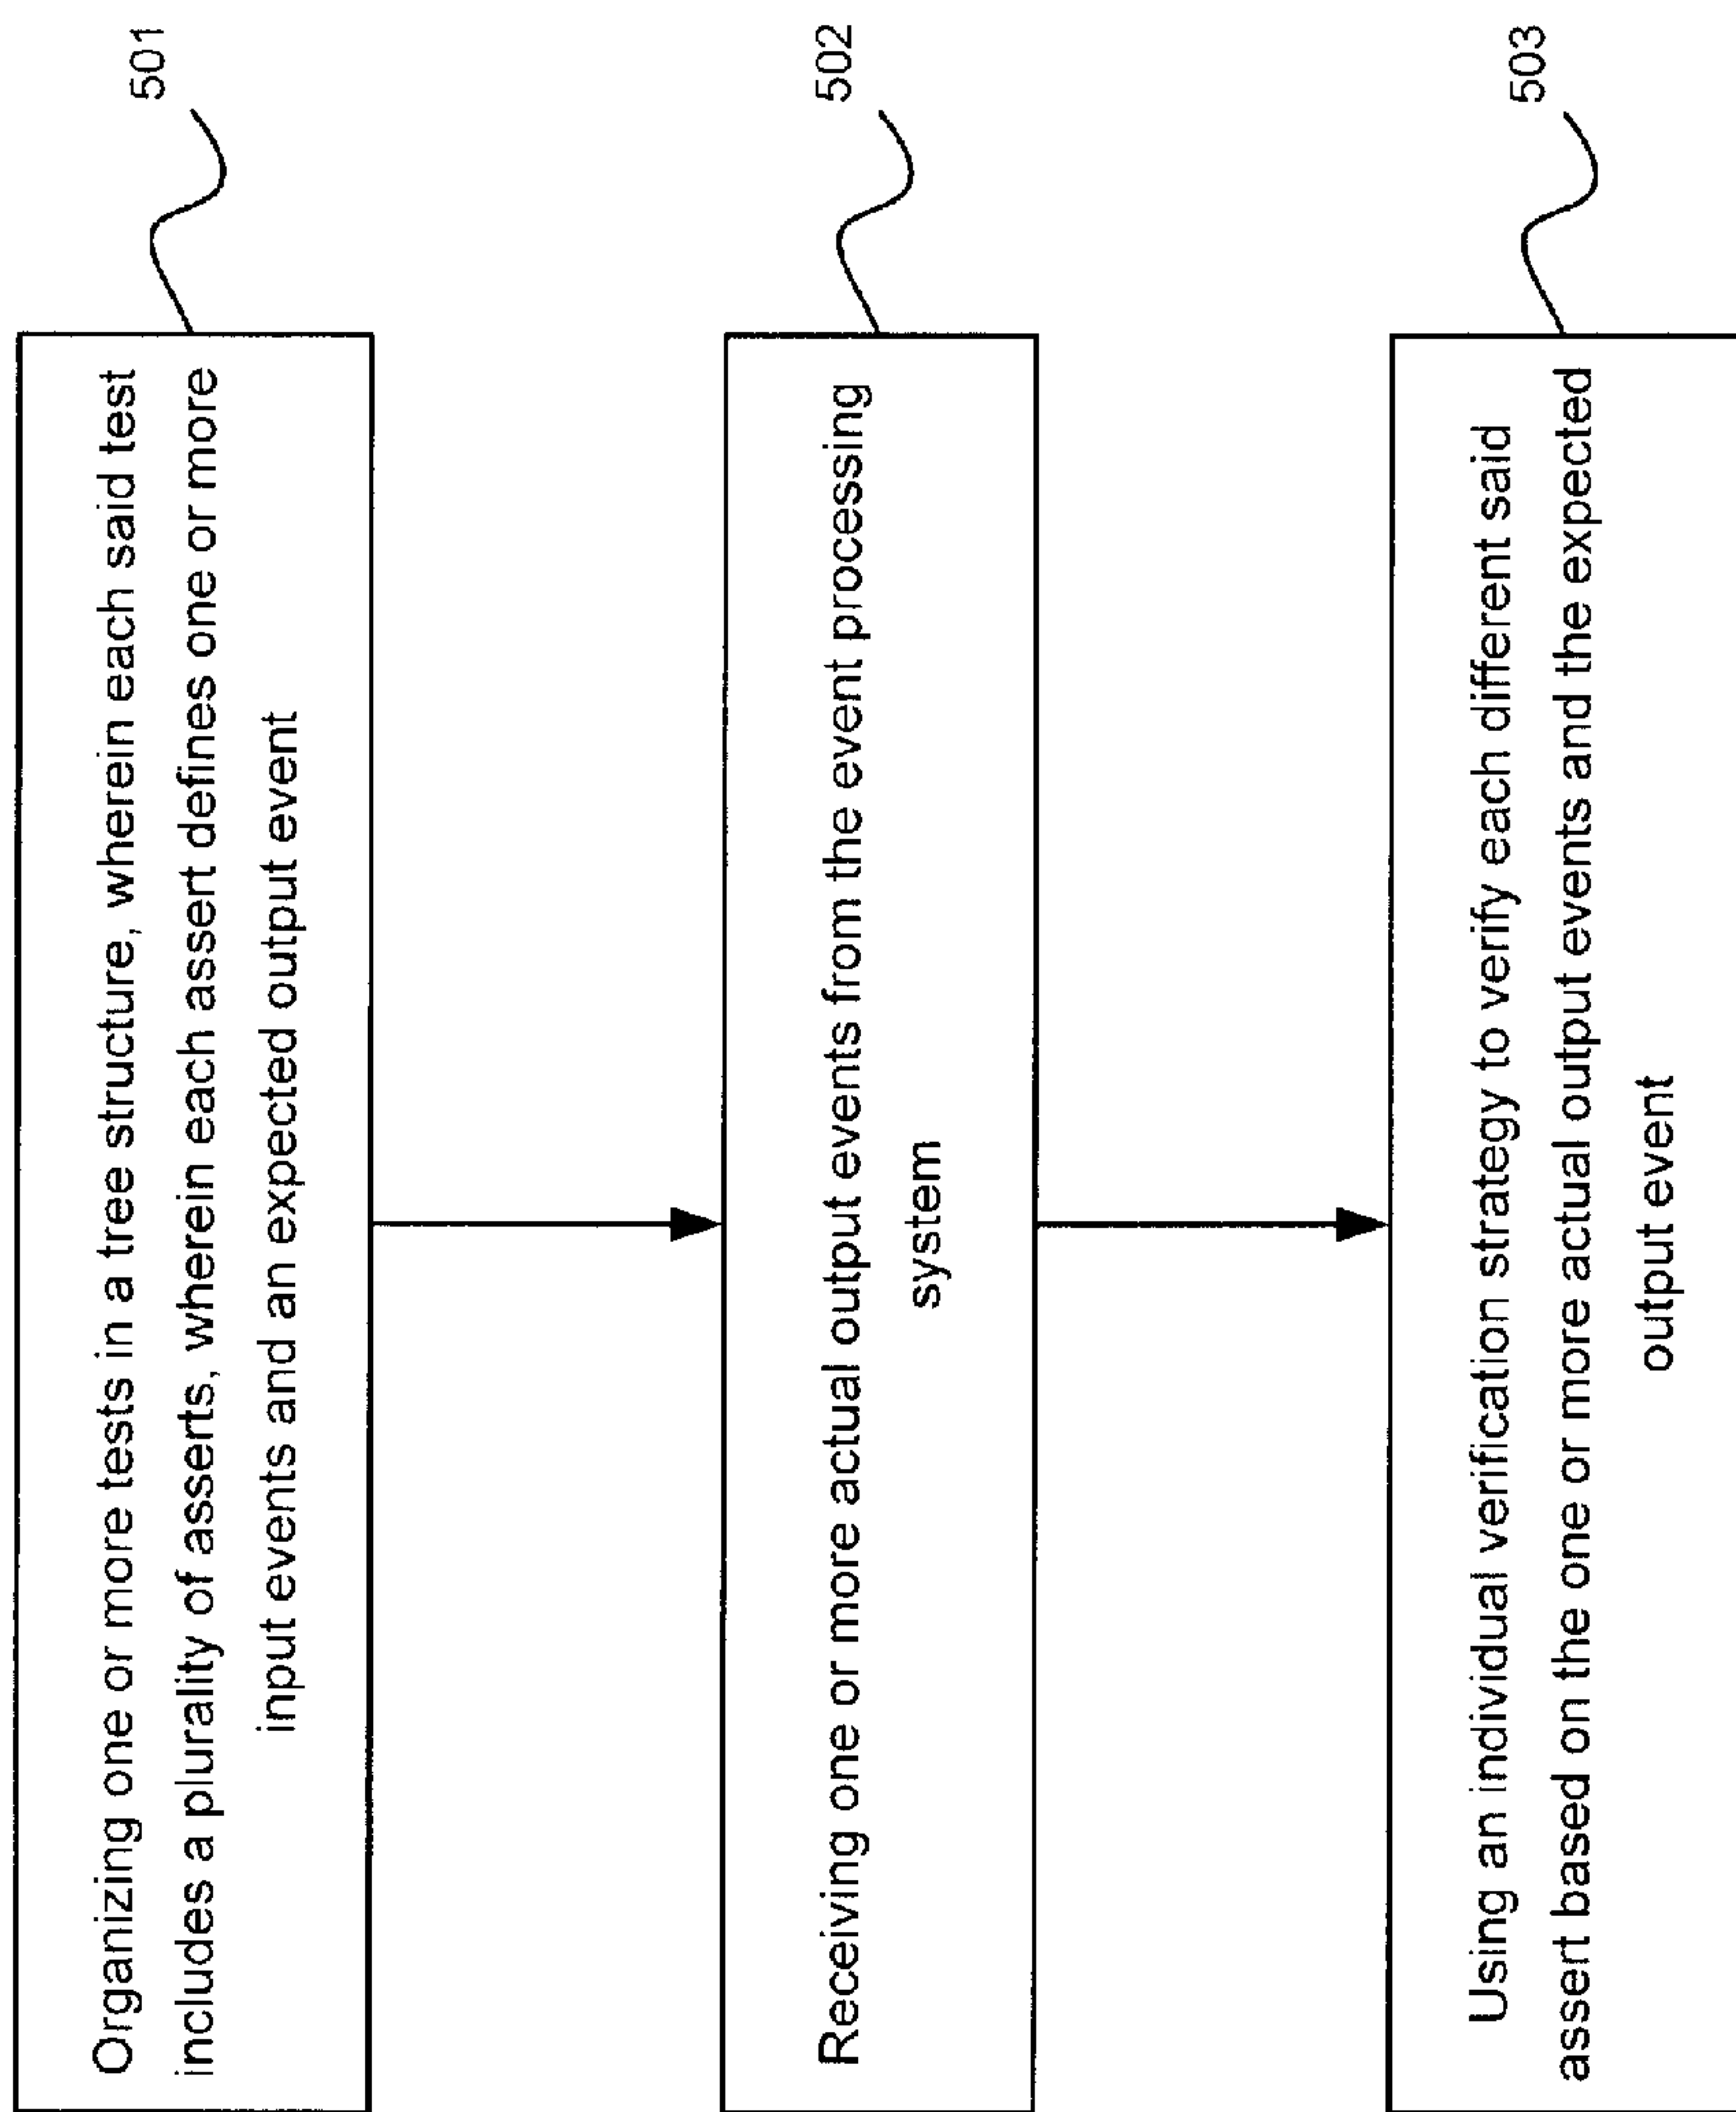 Organizing one or more tests in a tree structure, wherein each said test
includes a plurality of asserts, wherein each assert defines one or more
input events and an expected output event
501
Receiving one or more actual output events from the event processing
system
502
Using an individual verification strategy to verify each different said
assert based on the one or more actual output events and the expected
output event
503